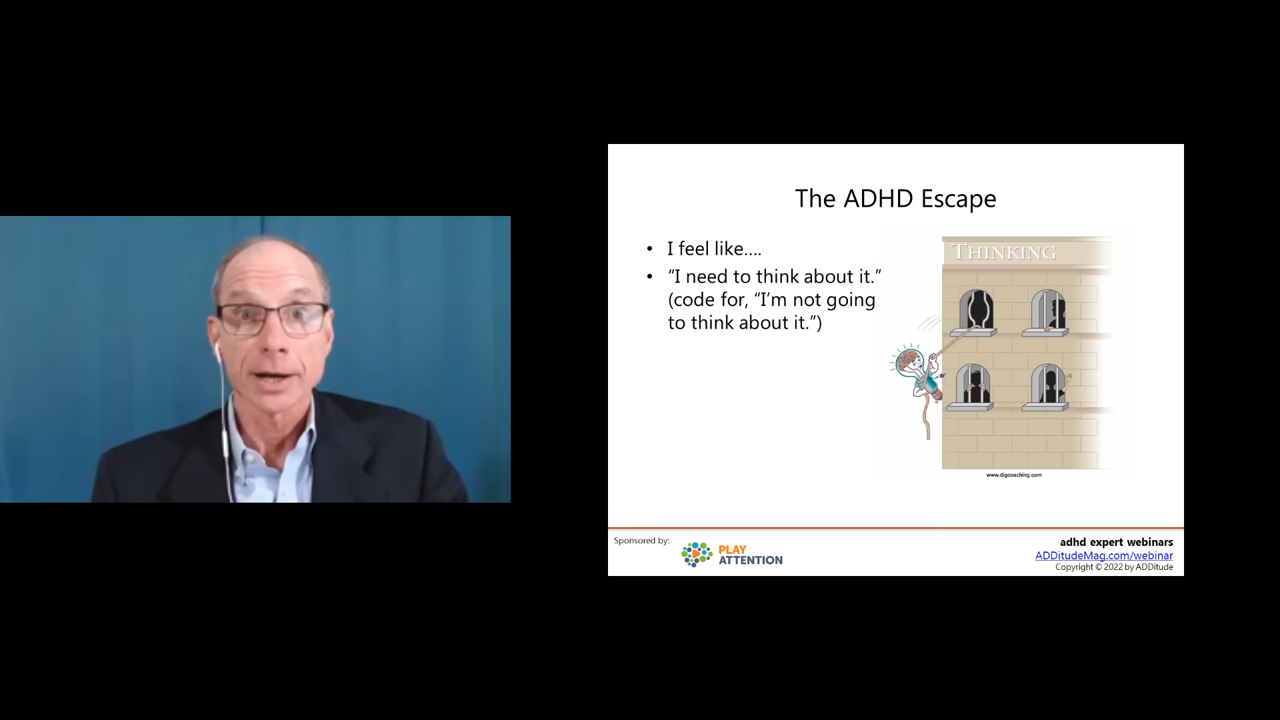 The ADHD Escape
• I feel like....
• “I need to think about it.”
(code for, “I’m not going
to think about it.”)
THINKING
www.digcoaching.com
Sponsored by:
PLAY
ATTENTION
adhd expert webinars
ADDitudeMag.com/webinar
Copyright © 2022 by ADDitude